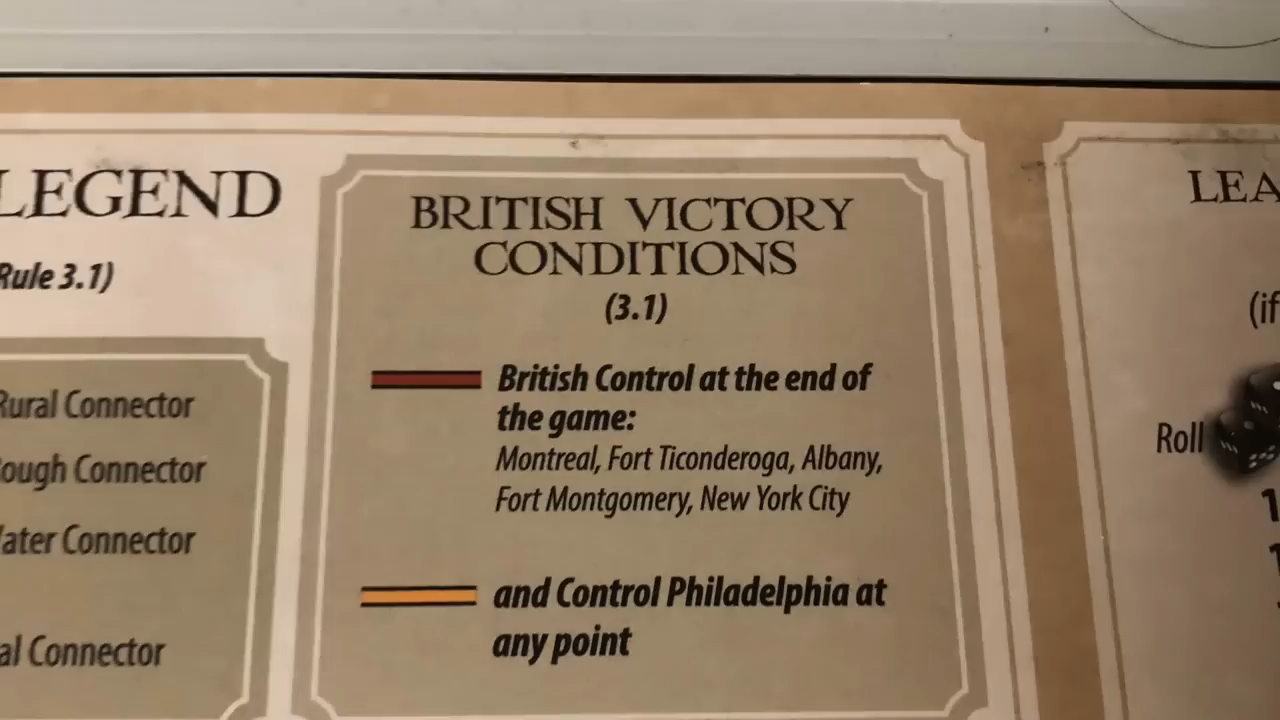 LEGEND
Rule 3.1)
Rural Connector
ough Connector
ater Connector
al Connector
BRITISH VICTORY
CONDITIONS
(3.1)
British Control at the end of
the game:
Montreal, Fort Ticonderoga, Albany,
Fort Montgomery, New York City
and Control Philadelphia at
any point
LEA
(if
Roll
1
1